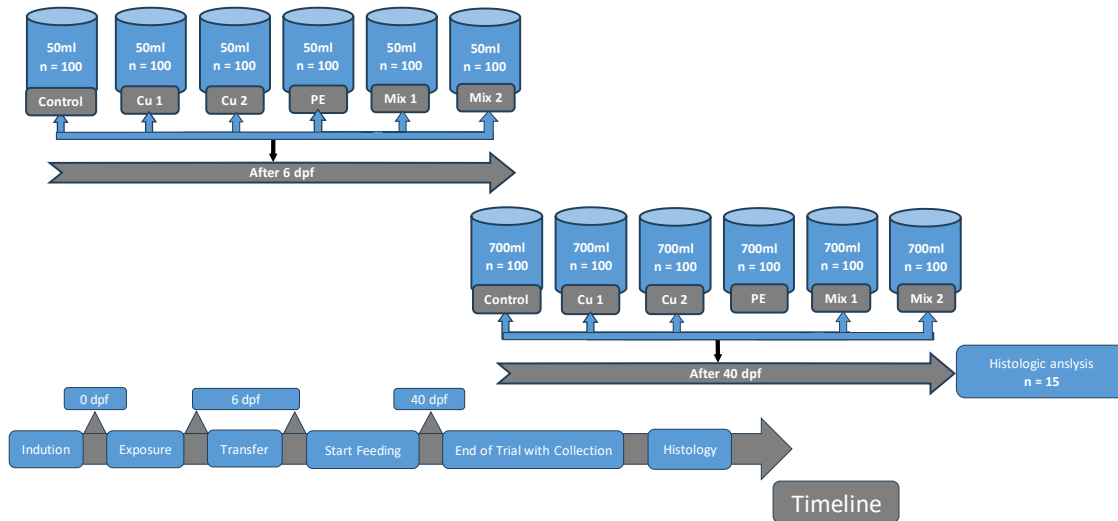 50ml
n = 100
50ml
n = 100
50ml
n = 100
50ml
n = 100
50ml
n = 100
50ml
n = 100
Control
Cu 1
Cu 2
PE
Mix 1
Mix 2
After 6 dpf
700ml
n = 100
700ml
n = 100
700ml
n = 100
700ml
n = 100
700ml
n = 100
700ml
n = 100
Control
Cu 1
Cu 2
PE
Mix 1
Mix 2
After 40 dpf
Histologic anslysis
n ≈ 15
0 dpf
6 dpf
40 dpf
Indution
Exposure
Transfer
Start Feeding
End of Trial with Collection
Histology
Timeline